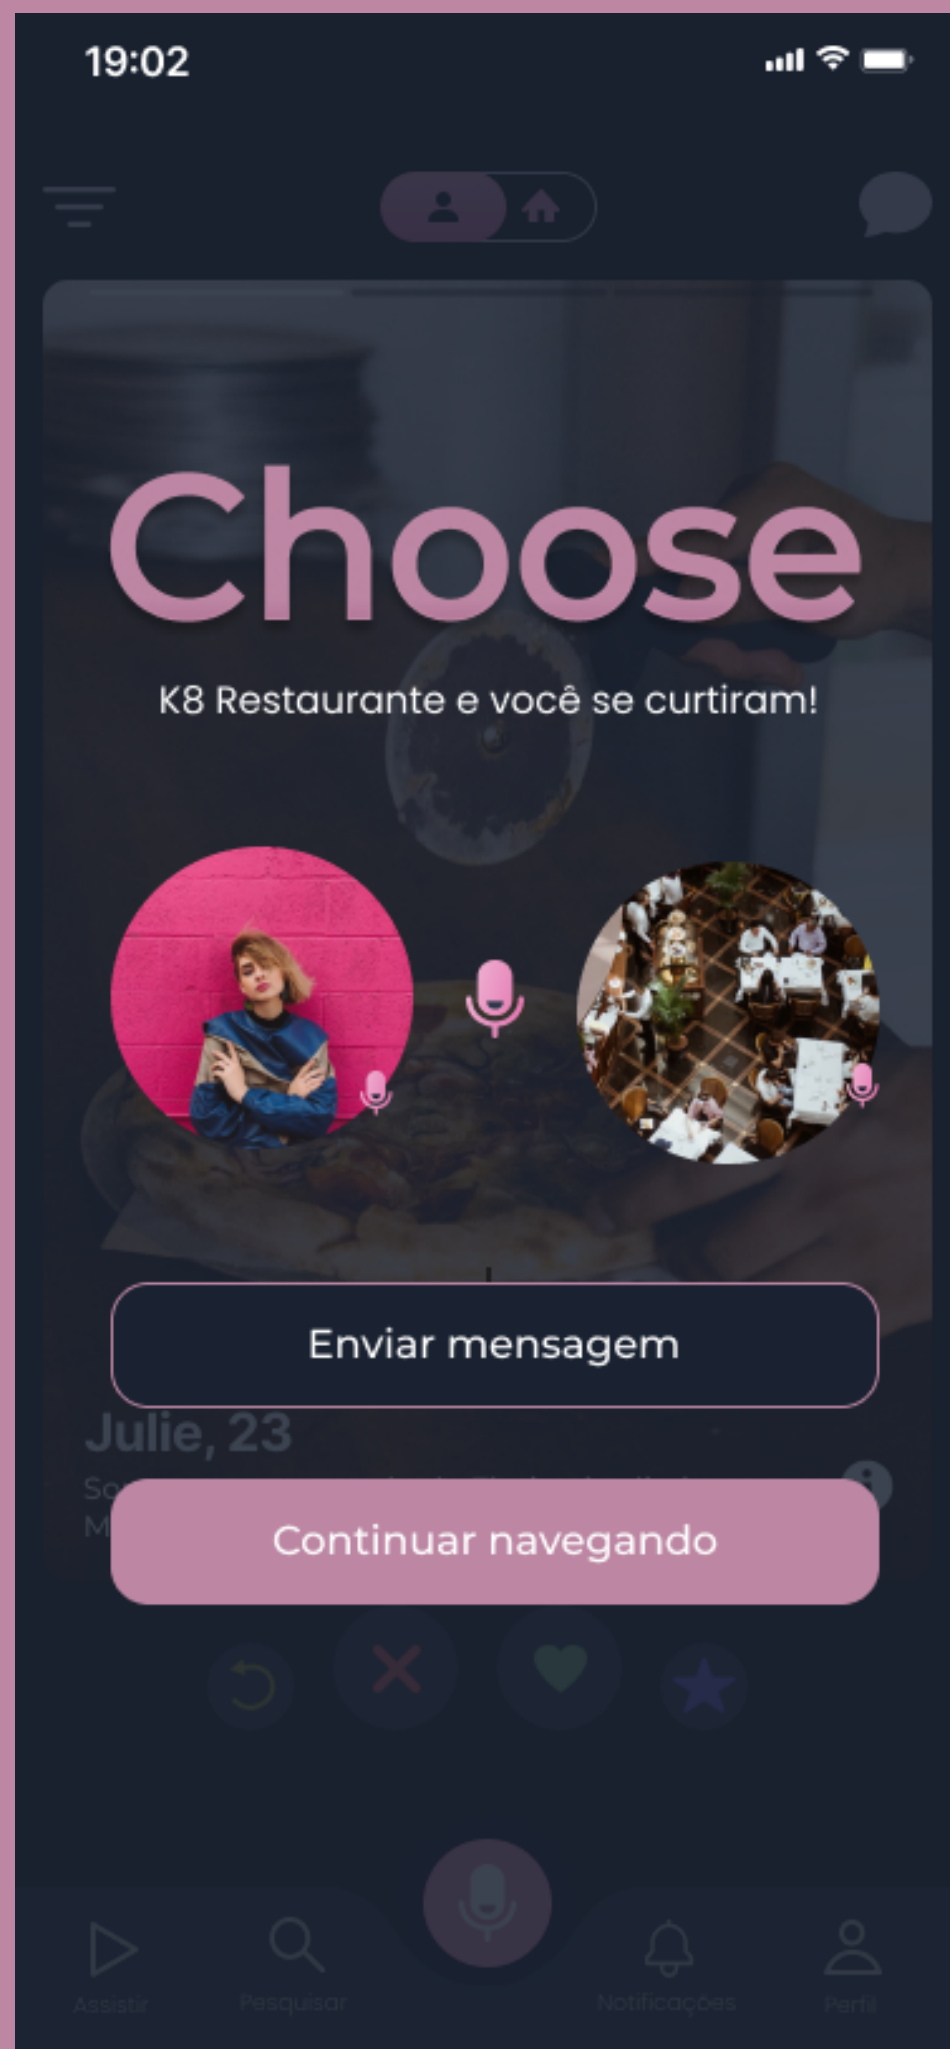 19:02
Choose
K8 Restaurante e você se curtiram!
Enviar mensagem
Julie, 23
Continuar navegando
Assistir
Pesquisar
Notificações
Perfil